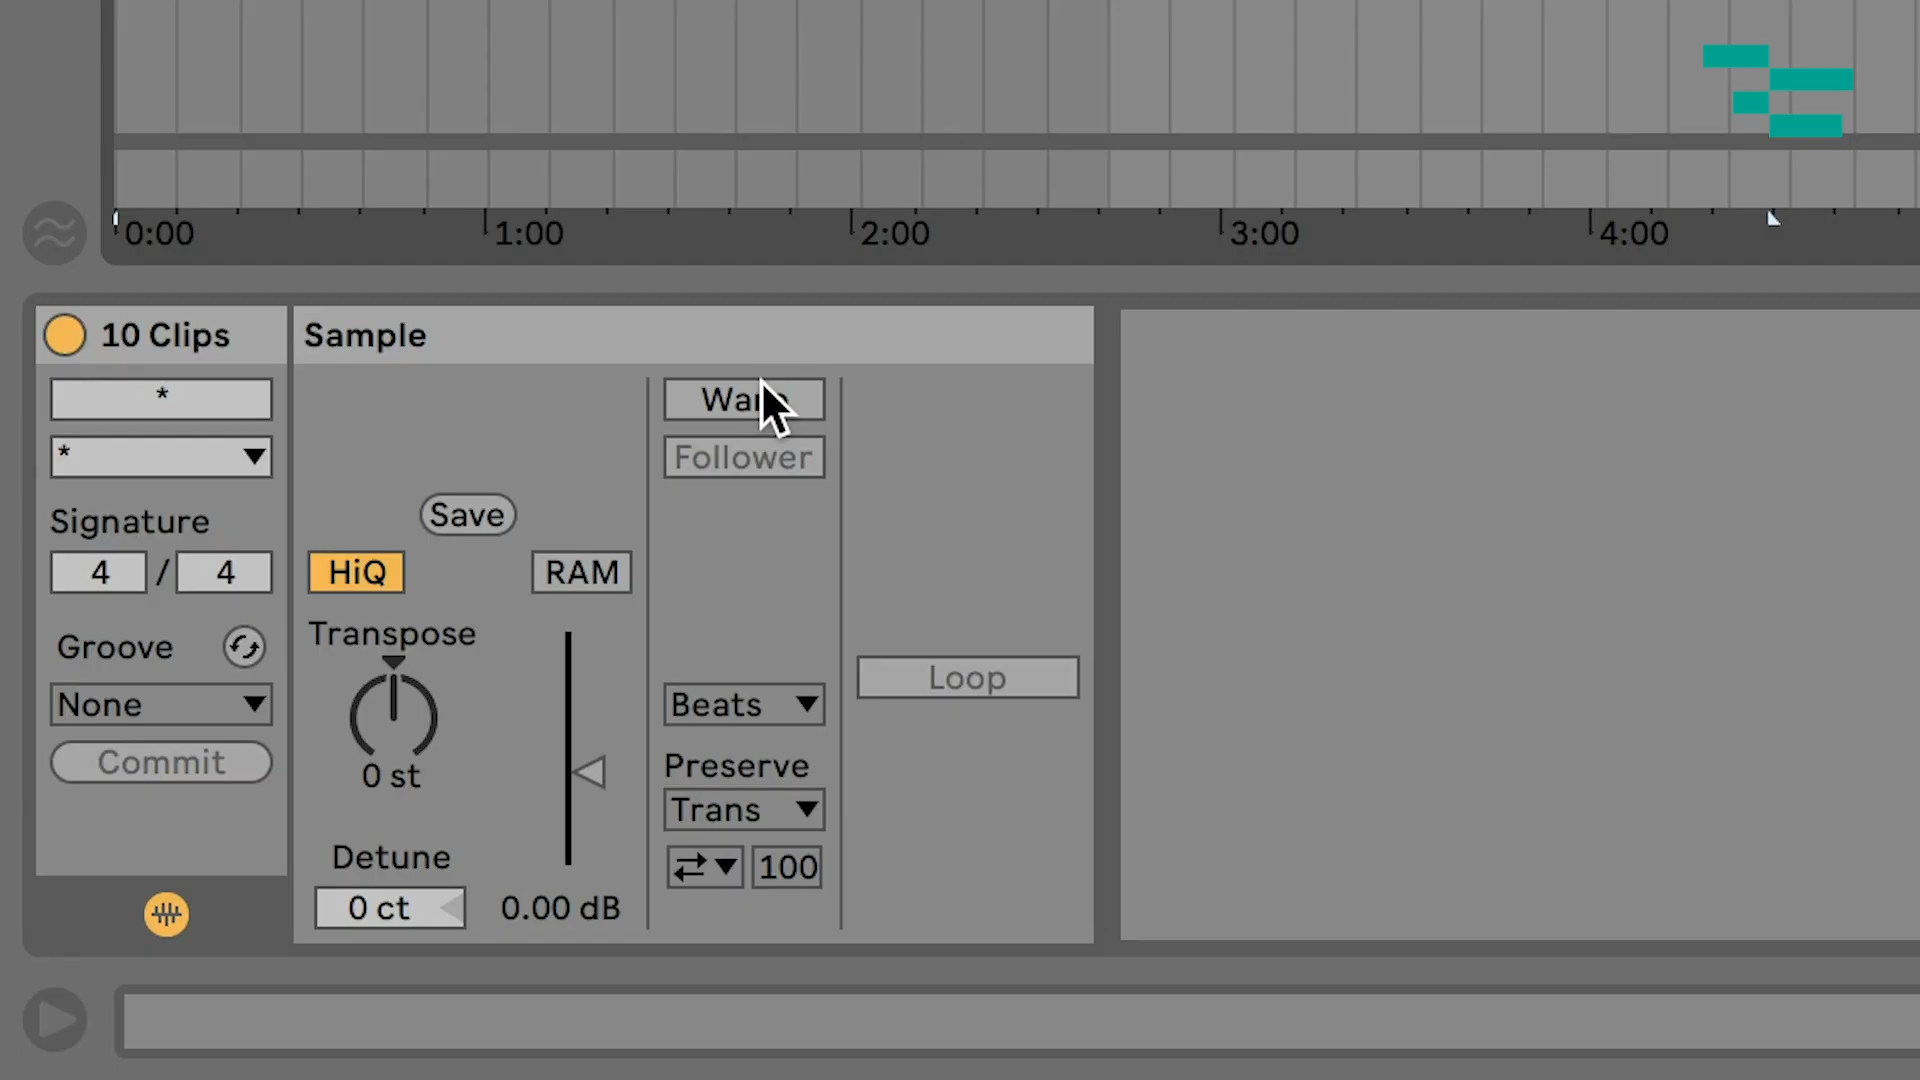 0:00 1:00 2:00 3:00 4:00
10 Clips
*
*
Signature
4 / 4
Groove
None
Commit
Sample
Save
HiQ RAM
Transpose
0 st
Detune
0 ct 0.00 dB
Follower
Beats
Preserve
Trans
100
Loop